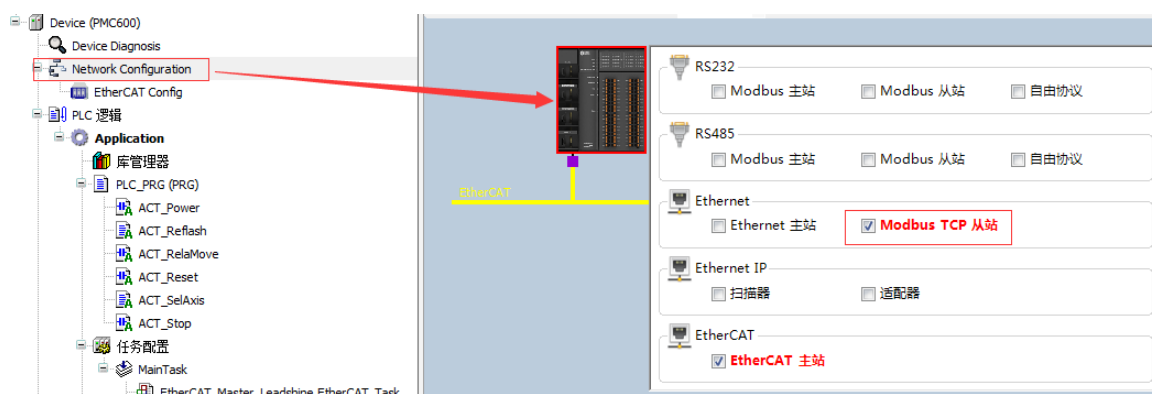 Device (PMC600)
Device Diagnosis
Network Configuration
EtherCAT Config
PLC 逻辑
Application
库管理器
PLC_PRG (PRG)
ACT_Power
ACT_Reflash
ACT_RelaMove
ACT_Reset
ACT_SelAxis
ACT_Stop
任务配置
MainTask
EtherCAT_Master_Leadshine.EtherCAT_Task
EtherCAT
RS232
Modbus 主站 Modbus 从站 自由协议
RS485
Modbus 主站 Modbus 从站 自由协议
Ethernet
Ethernet 主站 Modbus TCP 从站
Ethernet IP
扫描器 适配器
EtherCAT
EtherCAT 主站